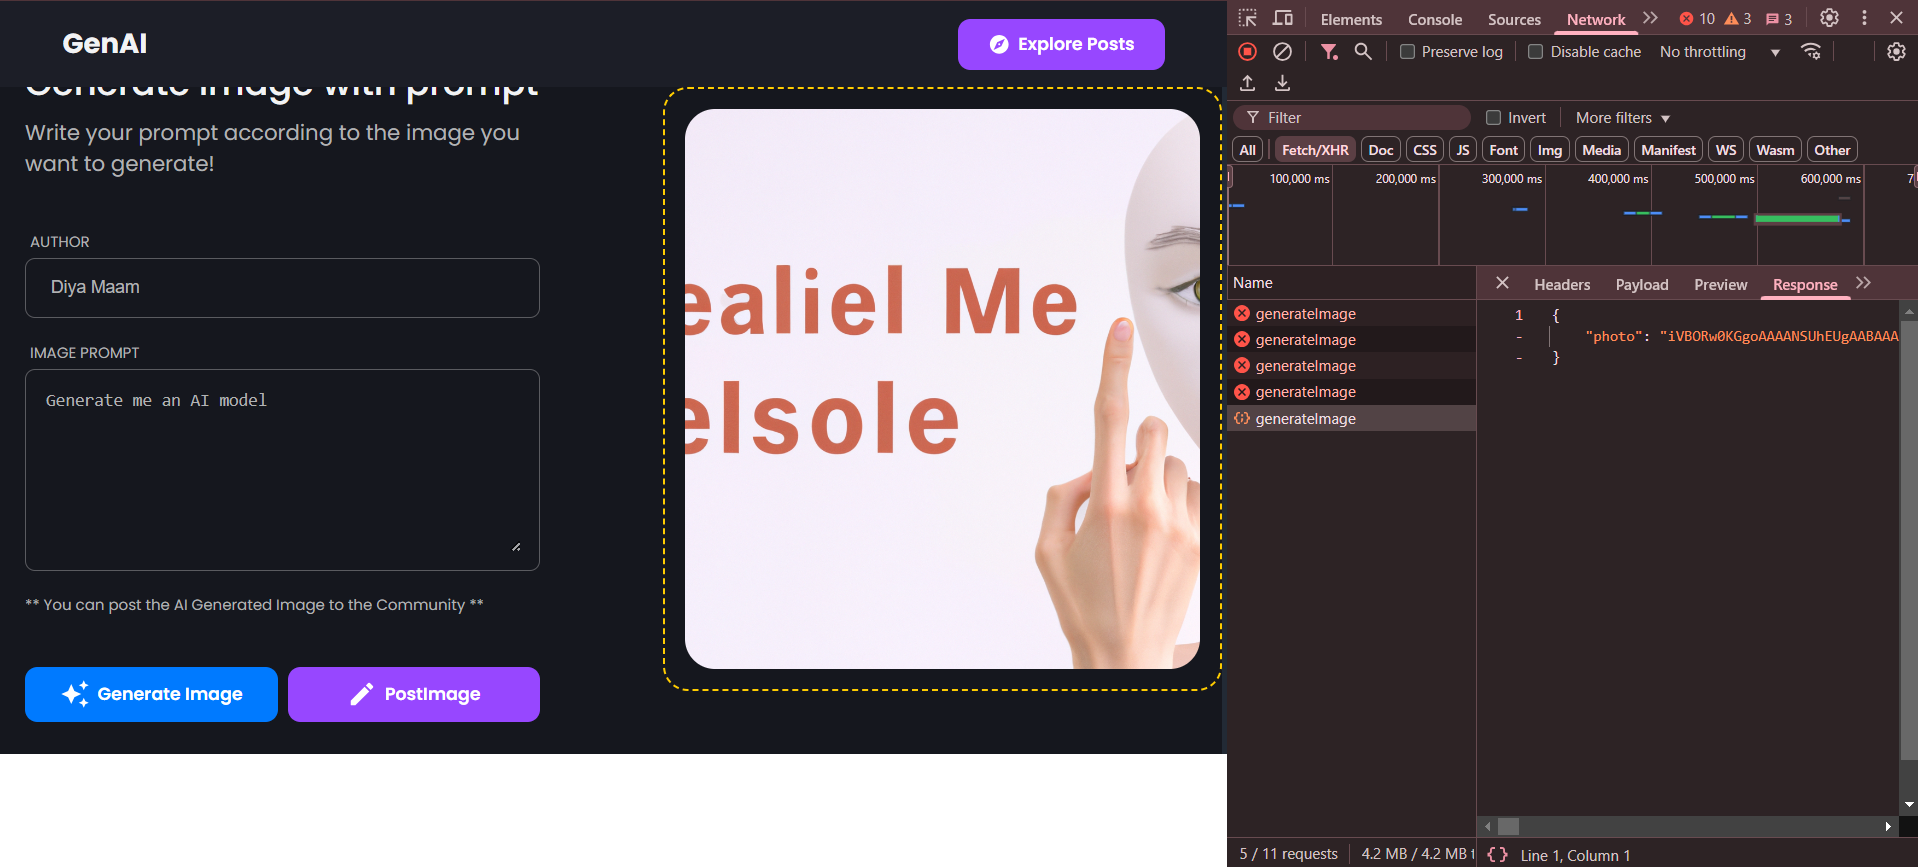 GenAI
Explore Posts
Generate Image with prompt
Write your prompt according to the image you
want to generate!
AUTHOR
Diya Maam
IMAGE PROMPT
Generate me an AI model
** You can post the AI Generated Image to the Community **
Generate Image
PostImage
ealiel Me
elsole
Elements
Console
Sources
Network
10
3
3
Preserve log
Disable cache
No throttling
Filter
Invert
More filters
All
Fetch/XHR
Doc
CSS
JS
Font
Img
Media
Manifest
WS
Wasm
Other
100,000 ms
200,000 ms
300,000 ms
400,000 ms
500,000 ms
600,000 ms
7
Name
Headers
Payload
Preview
Response
generateImage
generateImage
generateImage
generateImage
generateImage
1 {
- "photo": "iVBORw0KGgoAAAANSUhEUgAABAAA
- }
5 / 11 requests
4.2 MB / 4.2 MB t
{} Line 1, Column 1